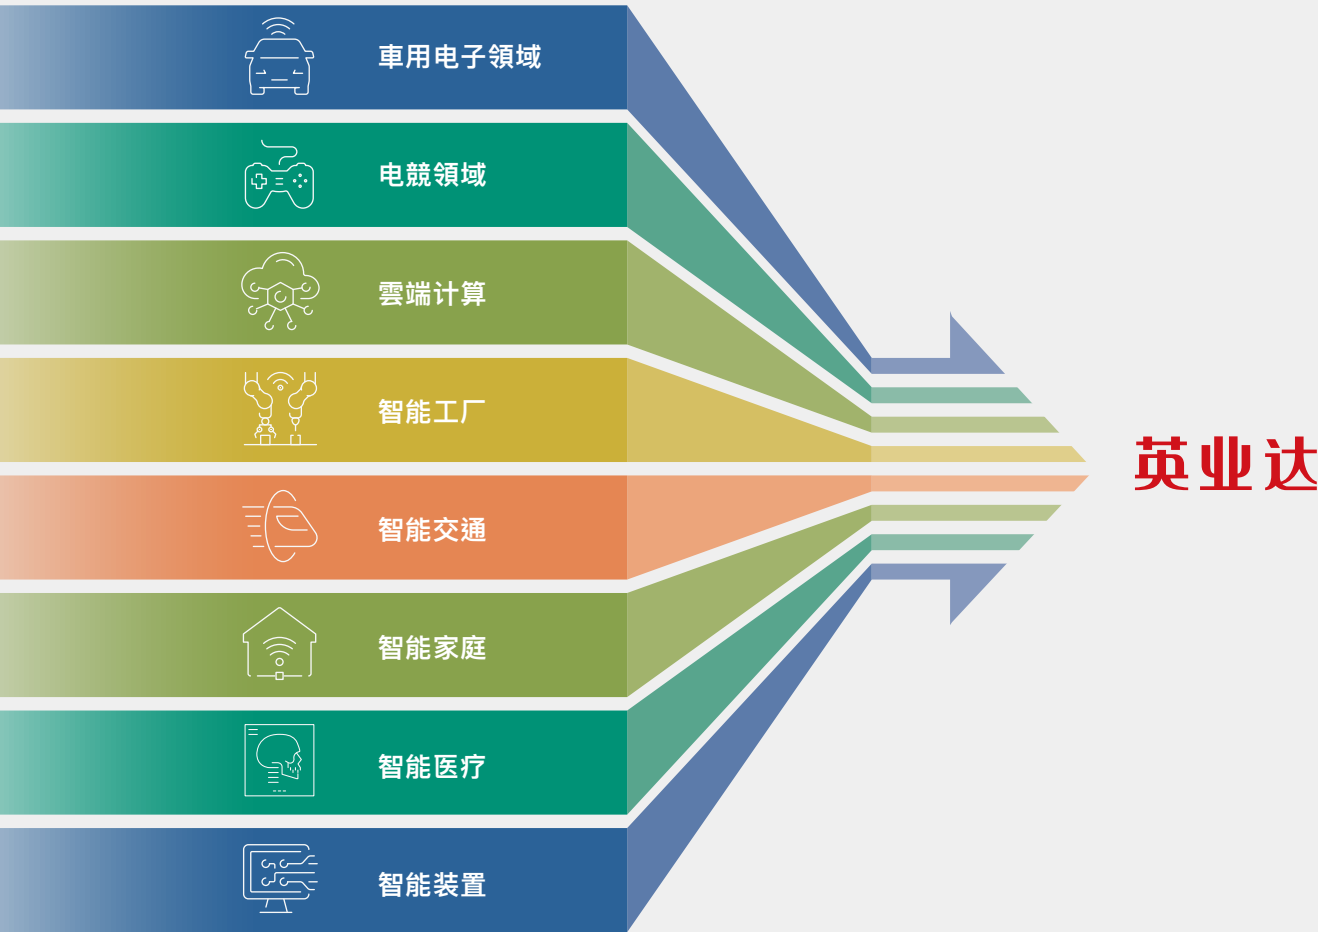 車用电子領域
电競領域
雲端计算
智能工厂
智能交通
英业达
智能家庭
智能医疗
智能装置